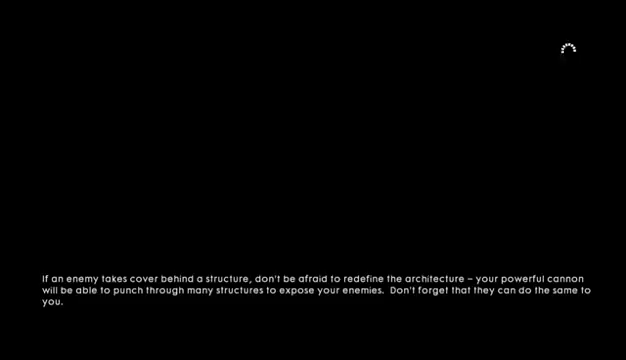 If an enemy takes cover behind a structure, don't be afraid to redefine the architecture – your powerful cannon
will be able to punch through many structures to expose your enemies.  Don't forget that they can do the same to
you.